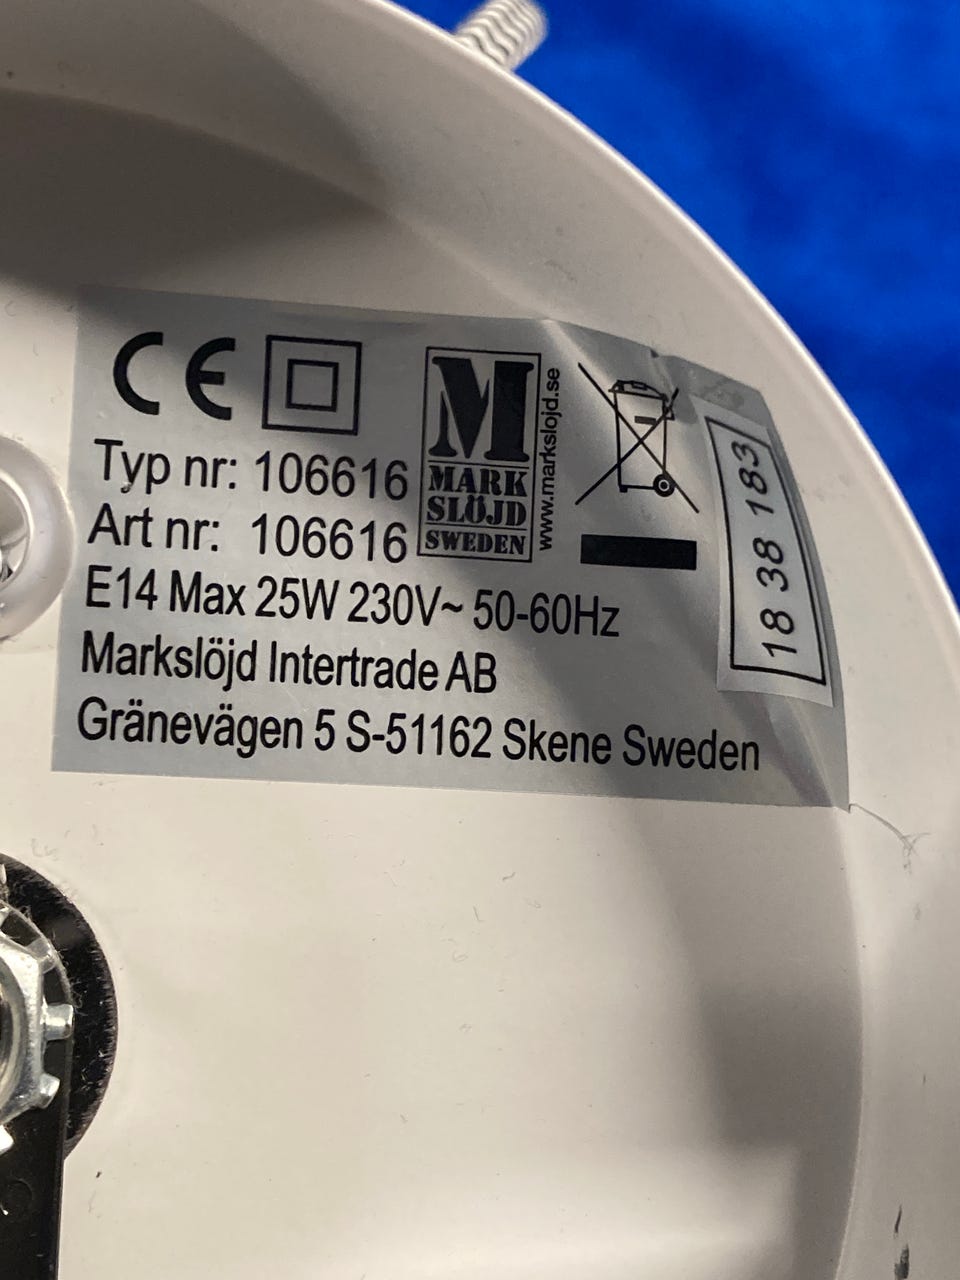 CE
M
MARK
SLÖJD
SWEDEN
www.markslojd.se
Typ nr: 106616
Art nr: 106616
E14 Max 25W 230V~ 50-60Hz
Markslöjd Intertrade AB
Gränevägen 5 S-51162 Skene Sweden
18 38 183